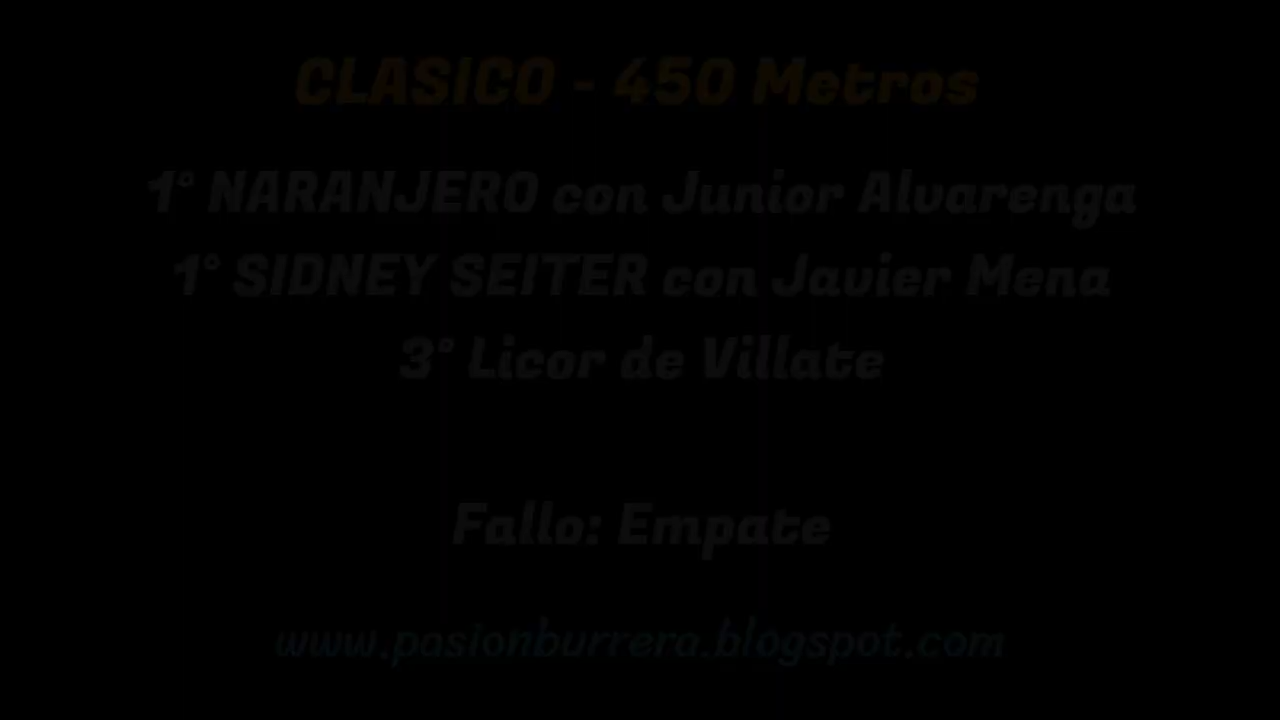 CLASICO - 450 Metros
1° NARANJERO con Junior Alvarenga
1° SIDNEY SEITER con Javier Mena
3° Licor de Villate
Fallo: Empate
www.pasionburrera.blogspot.com